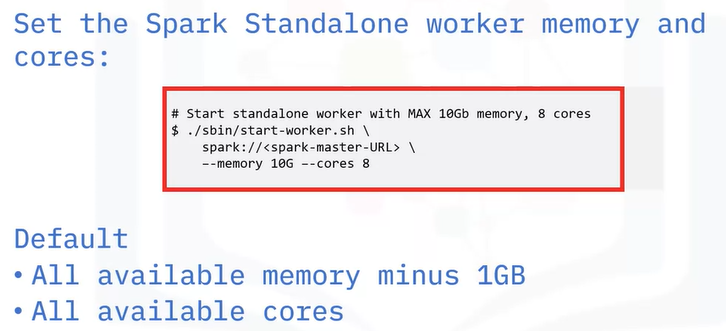 Set the Spark Standalone worker memory and
cores:
# Start standalone worker with MAX 10Gb memory, 8 cores
$ ./sbin/start-worker.sh \
spark://<spark-master-URL> \
--memory 10G --cores 8
Default
• All available memory minus 1GB
• All available cores